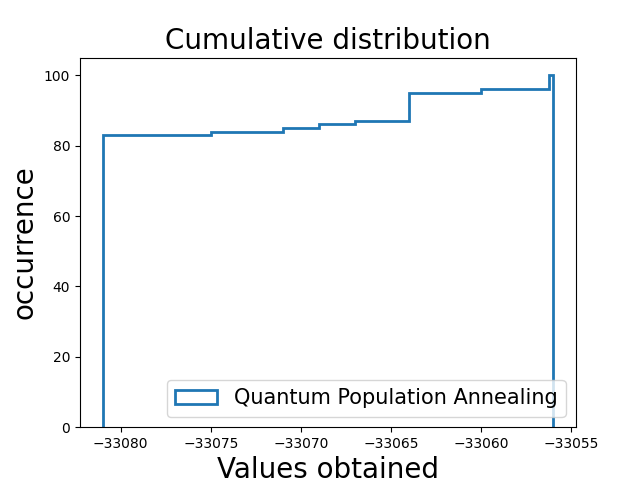 Cumulative distribution
occurrence
100
80
60
40
20
0
Quantum Population Annealing
−33080 −33075 −33070 −33065 −33060 −33055
Values obtained